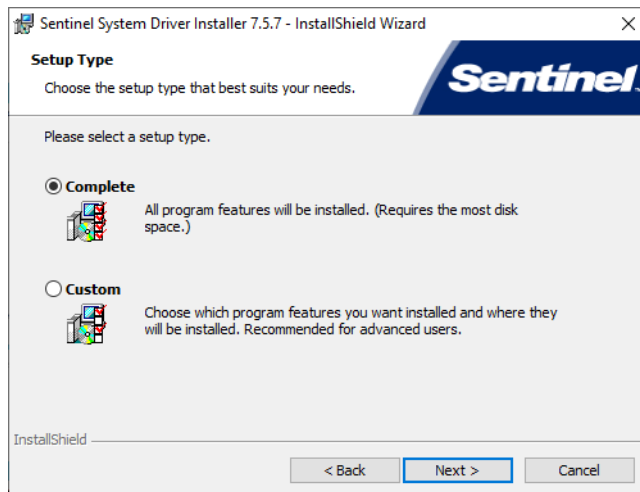 Sentinel System Driver Installer 7.5.7 - InstallShield Wizard
Setup Type
Choose the setup type that best suits your needs.
Sentinel
Please select a setup type.
Complete
All program features will be installed. (Requires the most disk
space.)
Custom
Choose which program features you want installed and where they
will be installed. Recommended for advanced users.
InstallShield
< Back
Next >
Cancel